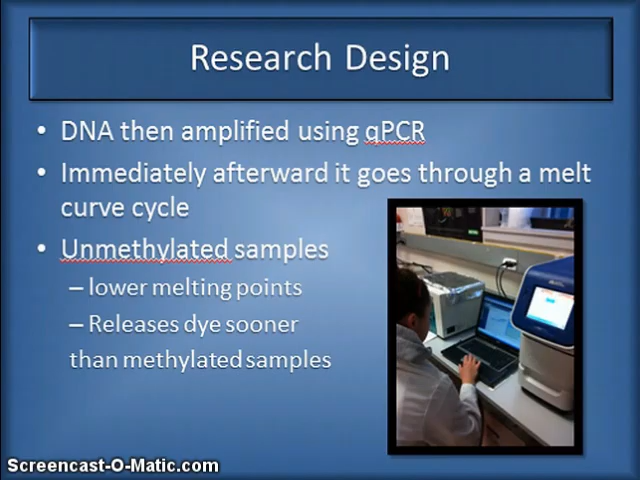 Research Design
• DNA then amplified using qPCR
• Immediately afterward it goes through a melt
curve cycle
• Unmethylated samples
– lower melting points
– Releases dye sooner
than methylated samples
Screencast-O-Matic.com